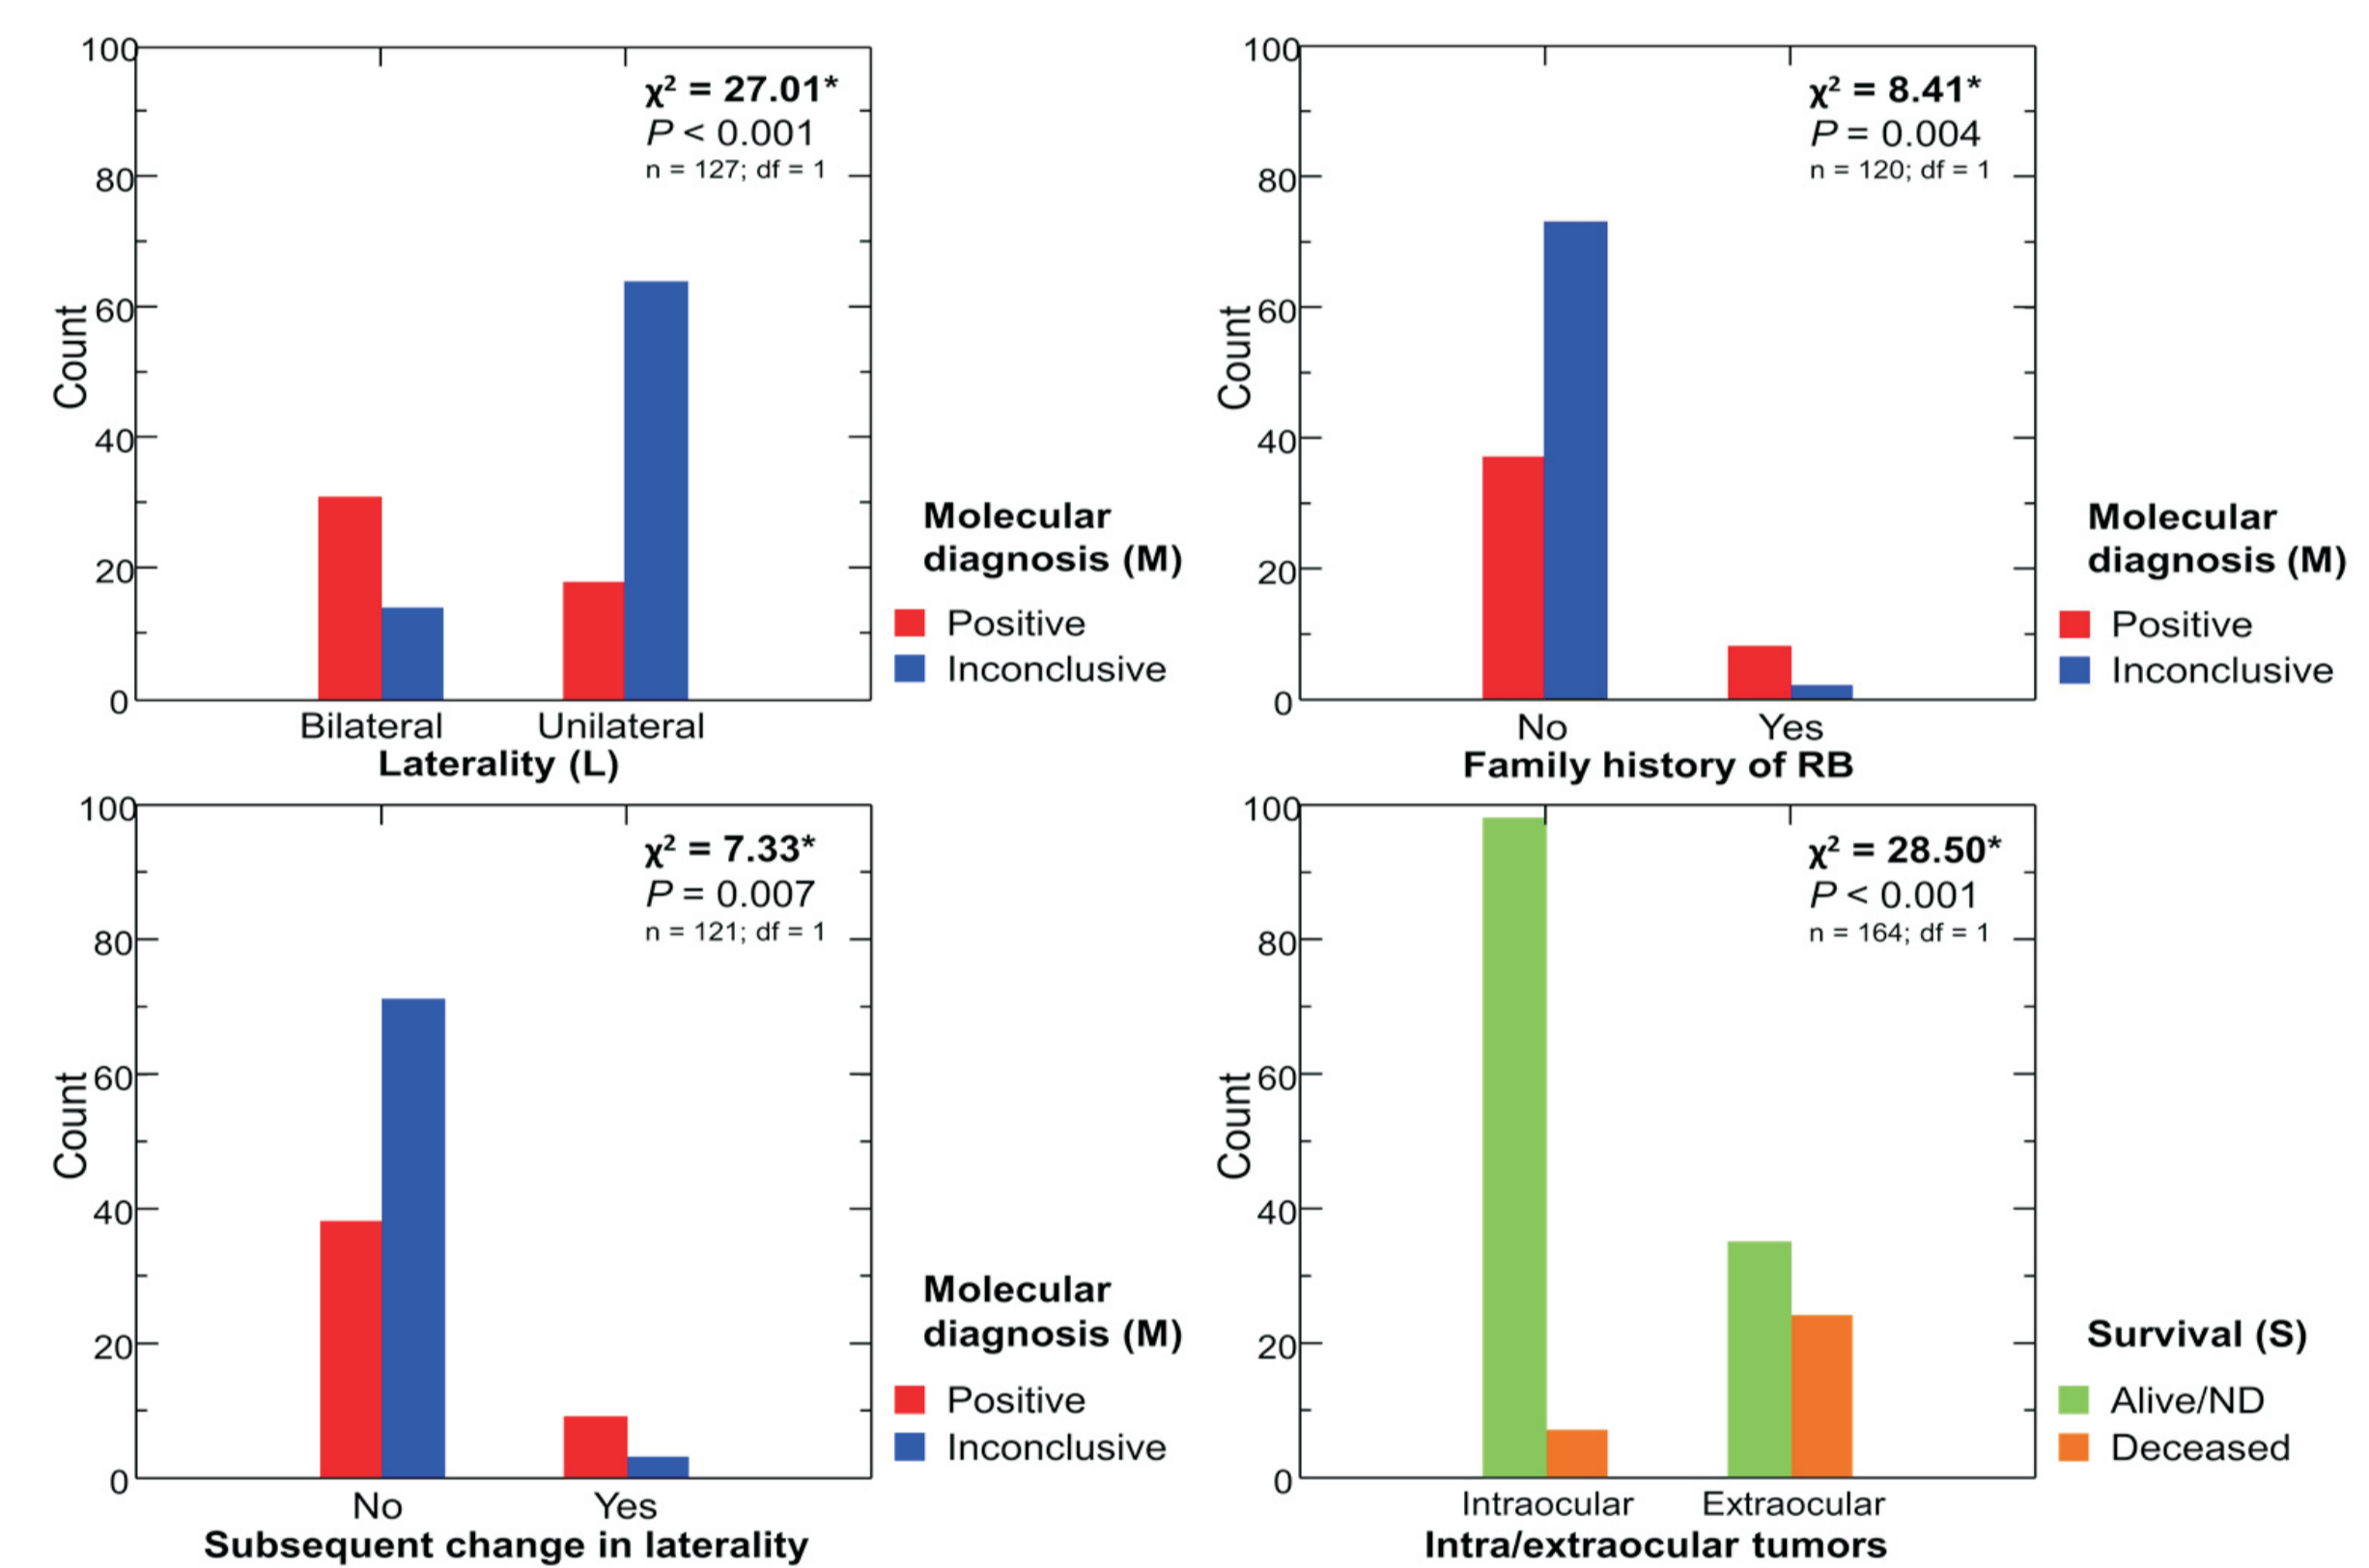 100
80
60
40
20
0
Count
χ² = 27.01*
P < 0.001
n = 127; df = 1
Bilateral Unilateral
Laterality (L)
Molecular
diagnosis (M)
Positive
Inconclusive
100
80
60
40
20
0
Count
χ² = 8.41*
P = 0.004
n = 120; df = 1
No Yes
Family history of RB
Molecular
diagnosis (M)
Positive
Inconclusive
100
80
60
40
20
0
Count
χ² = 7.33*
P = 0.007
n = 121; df = 1
No Yes
Subsequent change in laterality
Molecular
diagnosis (M)
Positive
Inconclusive
100
80
60
40
20
0
Count
χ² = 28.50*
P < 0.001
n = 164; df = 1
Intraocular Extraocular
Intra/extraocular tumors
Survival (S)
Alive/ND
Deceased